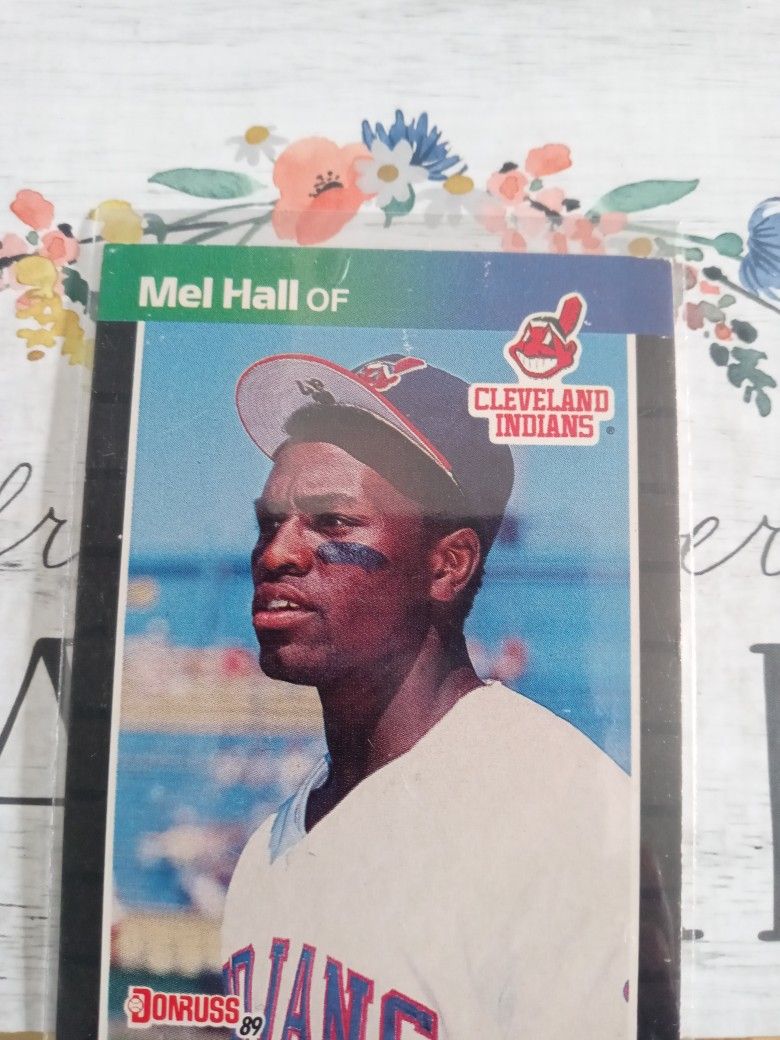 Mel Hall OF
CLEVELAND
INDIANS ®
DONRUSS 89